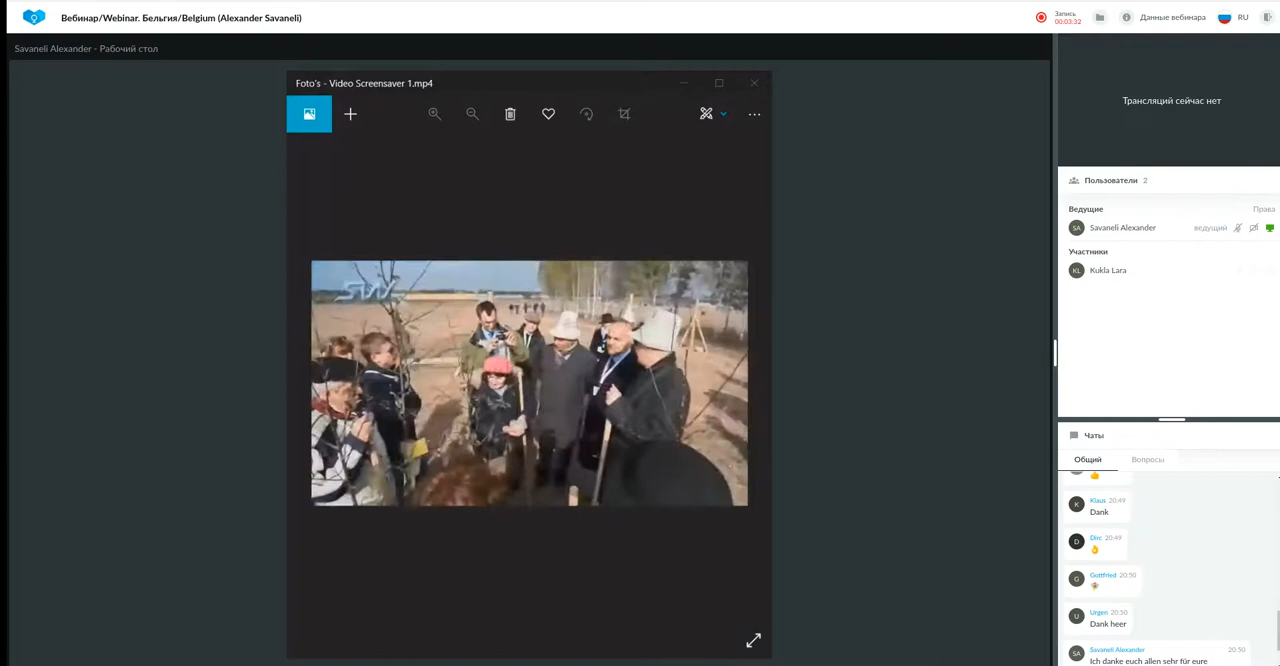 Вебинар/Webinar. Бельгия/Belgium (Alexander Savaneli)
Запись
00:03:32
Данные вебинара
RU
Savaneli Alexander - Рабочий стол
Foto's - Video Screensaver 1.mp4
Трансляций сейчас нет
Пользователи 2
Ведущие
Права
SA Savaneli Alexander ведущий
Участники
KL Kukla Lara
Чаты
Общий
Вопросы
K Klaus 20:49
Dank
D Dirc 20:49
G Gottfried 20:50
U Urgen 20:50
Dank heer
SA Savaneli Alexander 20:50
Ich danke euch allen sehr für eure